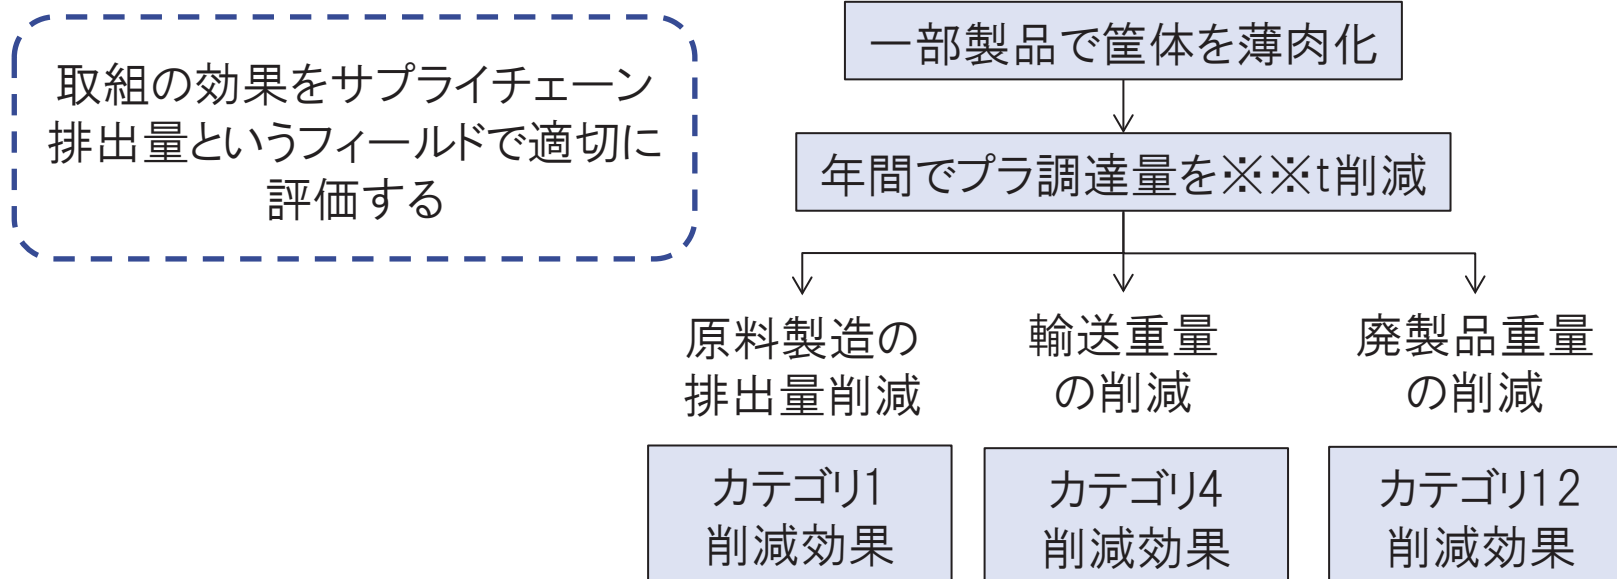 取組の効果をサプライチェーン
排出量というフィールドで適切に
評価する
一部製品で筐体を薄肉化
年間でプラ調達量を※※t削減
原料製造の
排出量削減
輸送重量
の削減
廃製品重量
の削減
カテゴリ1
削減効果
カテゴリ4
削減効果
カテゴリ12
削減効果